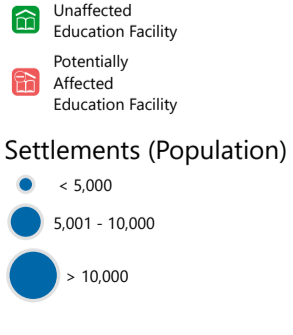 Unaffected
Education Facility
Potentially
Affected
Education Facility
Settlements (Population)
< 5,000
5,001 - 10,000
> 10,000